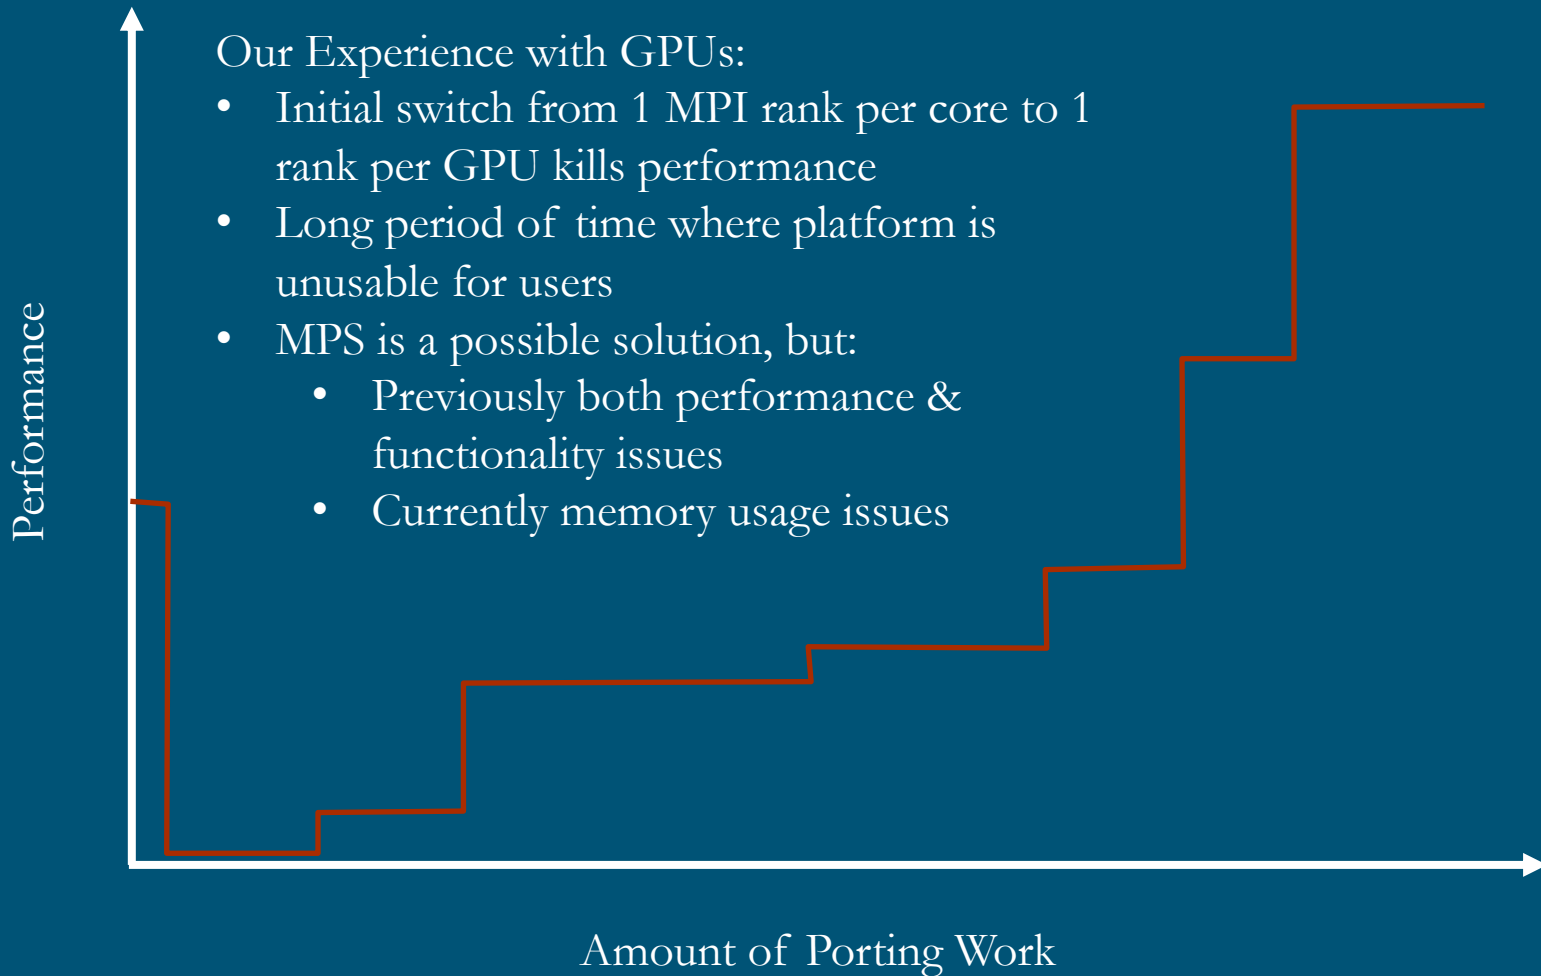 Our Experience with GPUs:
• Initial switch from 1 MPI rank per core to 1
rank per GPU kills performance
• Long period of time where platform is
unusable for users
• MPS is a possible solution, but:
• Previously both performance &
functionality issues
• Currently memory usage issues
Performance
Amount of Porting Work